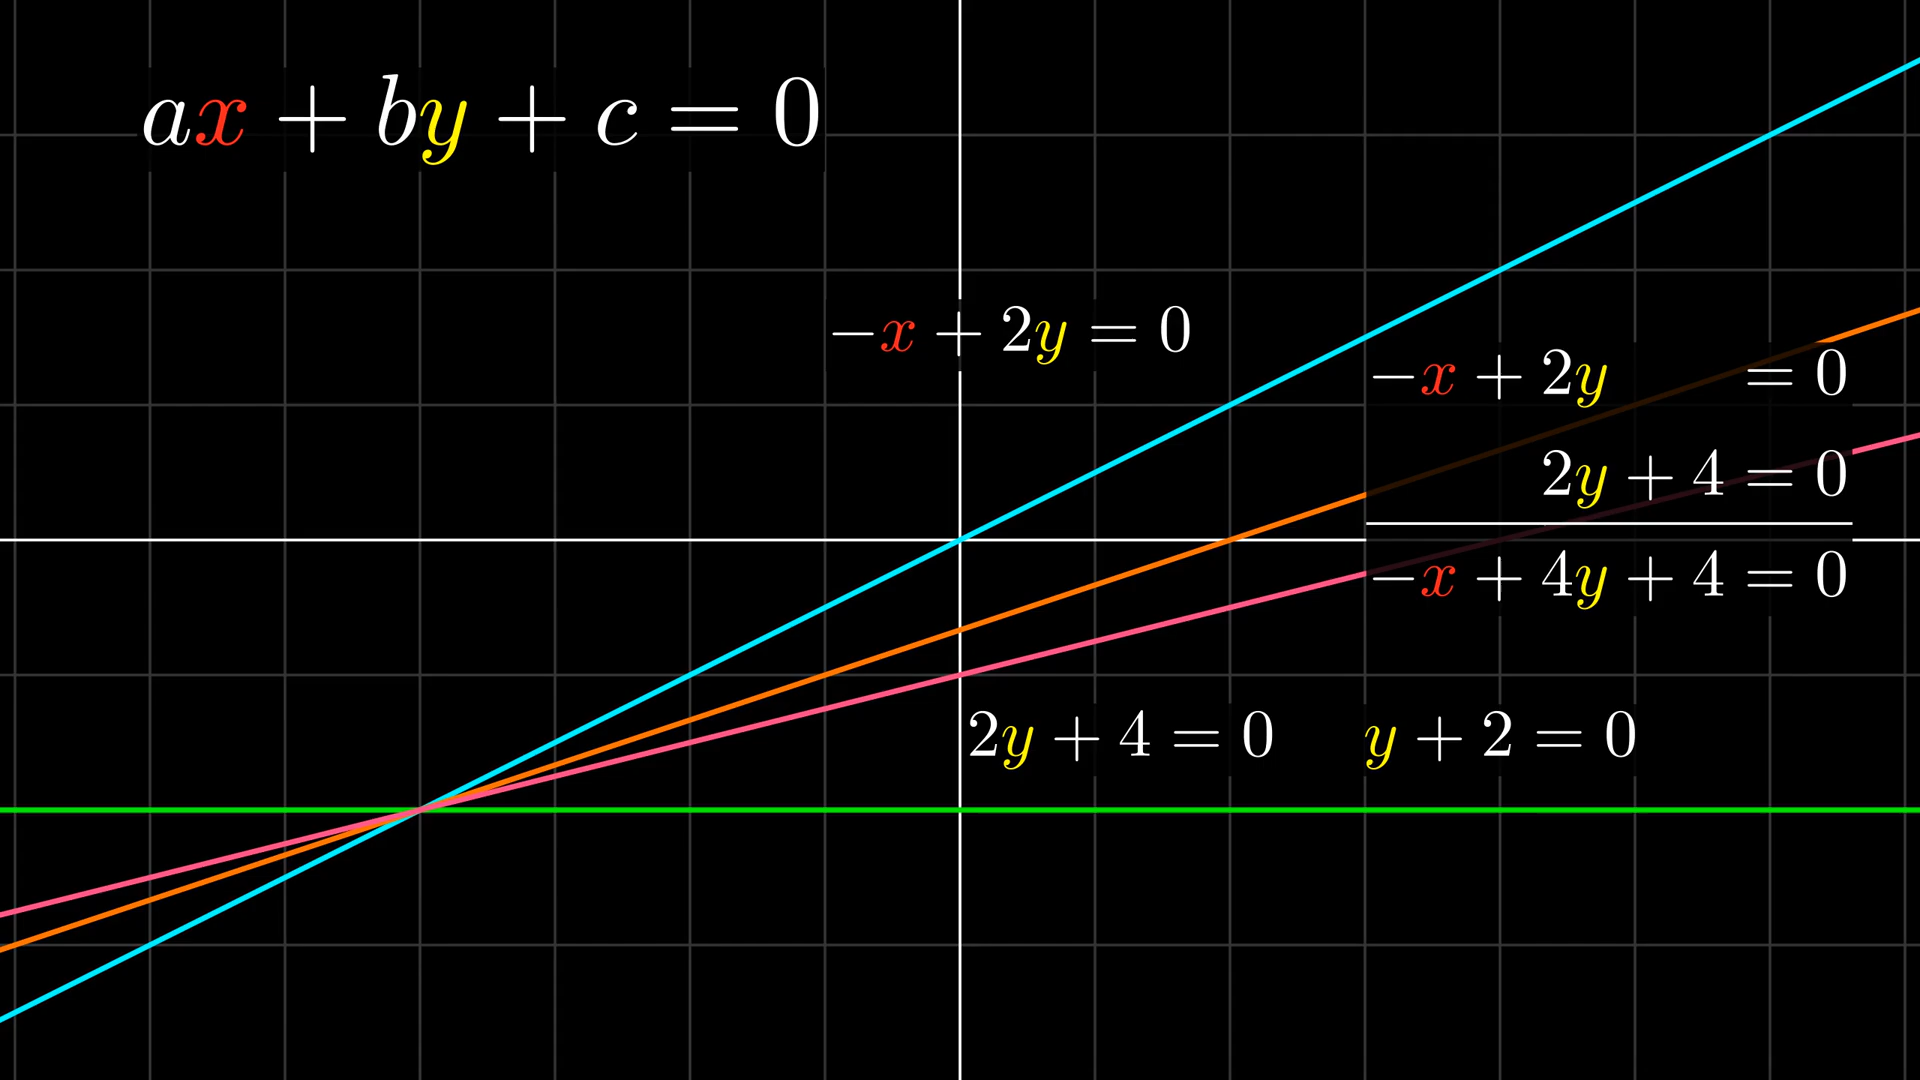 ax + by + c = 0
−x + 2y = 0
−x + 2y = 0
2y + 4 = 0
−x + 4y + 4 = 0
2y + 4 = 0
y + 2 = 0